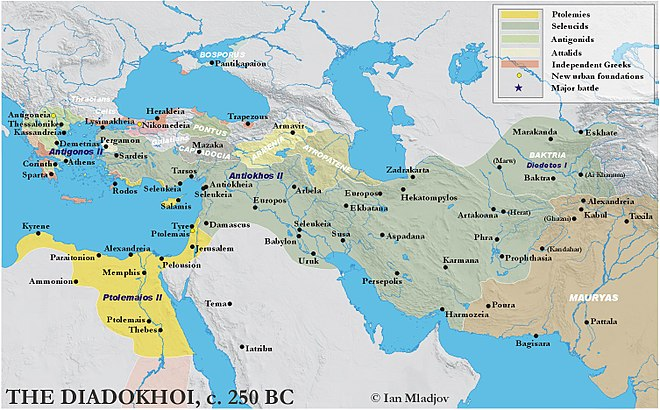 Ptolemies
Seleucids
Antigonids
Attalids
Independent Greeks
New urban foundations
Major battle
BOSPORUS
Pantikapaion
Thracians
Antigoneia
Thessalonike
Kassandreia
Lysimakheia
Herakleia
Nikomedeia
Trapezous
Armavir
PONTUS
Demetrias
Pergamon
Antigonos II
Mazaka
CAPPADOCIA
ARMENIA
ATROPATENE
Marakanda
Eskhate
Sardeis
Athens
Corinth
Sparta
Tarsos
Antiokhos II
Zadrakarta
(Merv)
BAKTRIA
Diodotos I
Baktra
(Ai Khanum)
Rodos
Seleukeia
Antiokheia
Seleukeia
Arbela
Europos
Hekatompylos
Salamis
Europos
Ekbatana
Artakoana
(Herat)
Alexandria
(Ghazni)
Kabul
Taxila
Kyrene
Tyre
Ptolemais
Damascus
Seleukeia
Babylon
Susa
Aspadana
Phra
(Kandahar)
Prophthasia
Paraitonion
Alexandria
Jerusalem
Pelousion
Uruk
Ammonion
Memphis
Persepolis
Karmana
Ptolemaios II
Tema
Harmozeia
Poura
MAURYAS
Ptolemais
Thebes
Pattala
Iatribu
Bagisara
THE DIADOKHOI, c. 250 BC
© Ian Mladjov